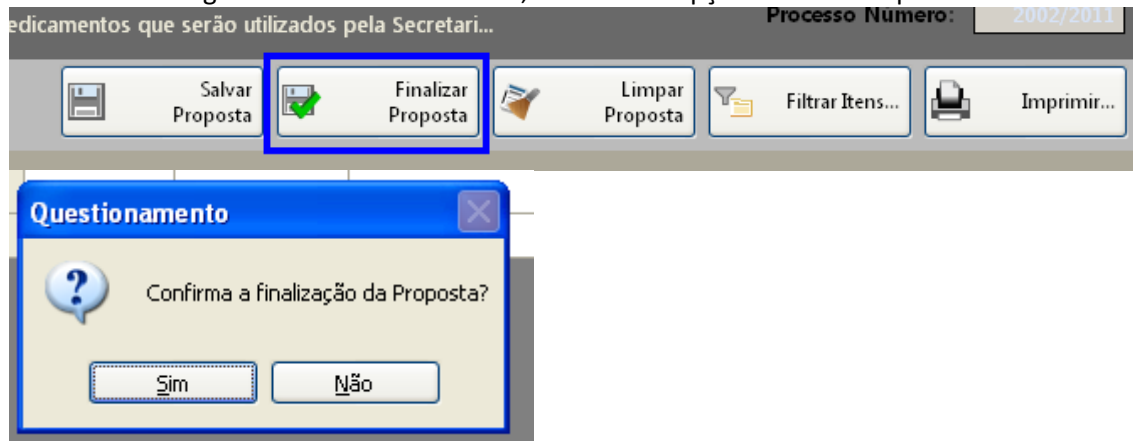 edicamentos que serão utilizados pela Secretari...
Processo Número: 2002/2011
Salvar
Proposta
Finalizar
Proposta
Limpar
Proposta
Filtrar Itens...
Imprimir...
Questionamento
Confirma a finalização da Proposta?
Sim
Não